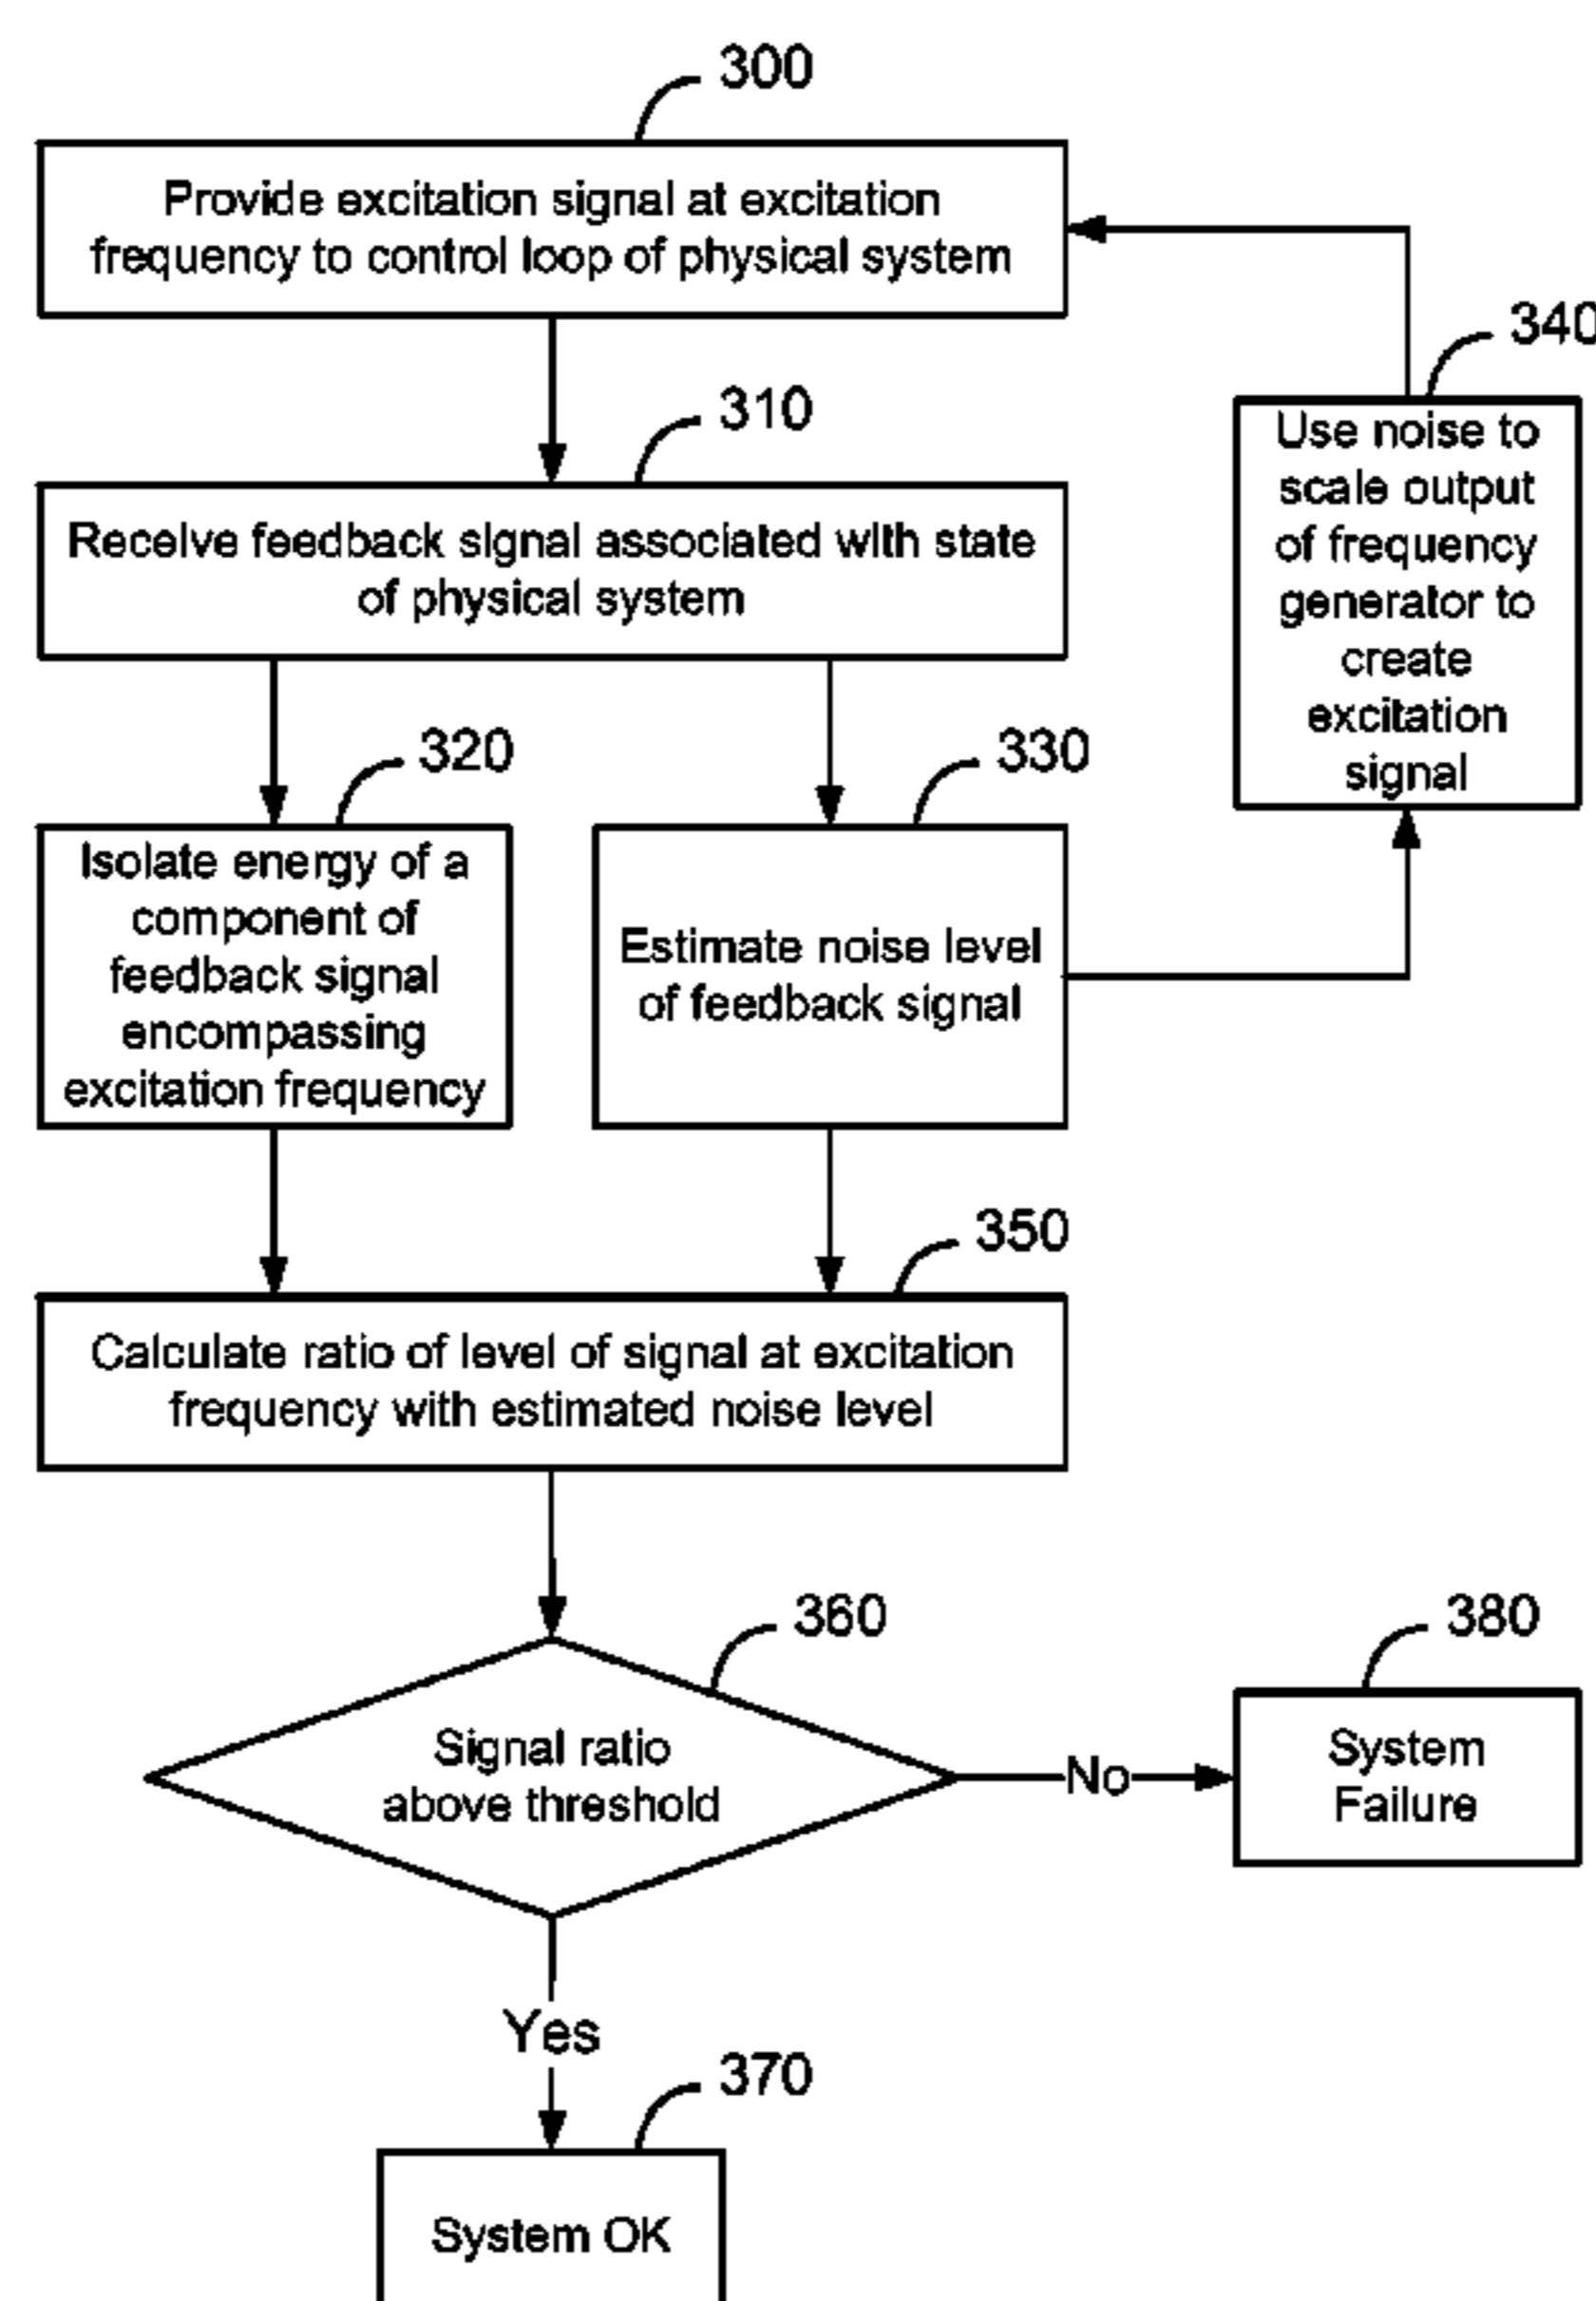 300
Provide excitation signal at excitation
frequency to control loop of physical system
310
Receive feedback signal associated with state
of physical system
320
Isolate energy of a
component of
feedback signal
encompassing
excitation frequency
330
Estimate noise level
of feedback signal
340
Use noise to
scale output
of frequency
generator to
create
excitation
signal
350
Calculate ratio of level of signal at excitation
frequency with estimated noise level
360
Signal ratio
above threshold
No
380
System
Failure
Yes
370
System OK